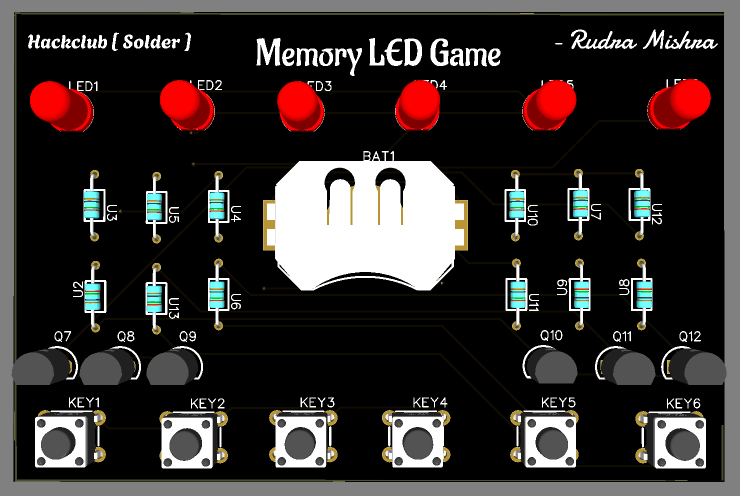 Hackclub [ Solder ]
Memory LED Game
- Rudra Mishra
LED1
LED2
LED3
LED4
BAT1
U3
U5
U4
U10
U7
U12
U2
U13
U6
U11
U9
U8
Q7
Q8
Q9
Q10
Q11
Q12
KEY1
KEY2
KEY3
KEY4
KEY5
KEY6